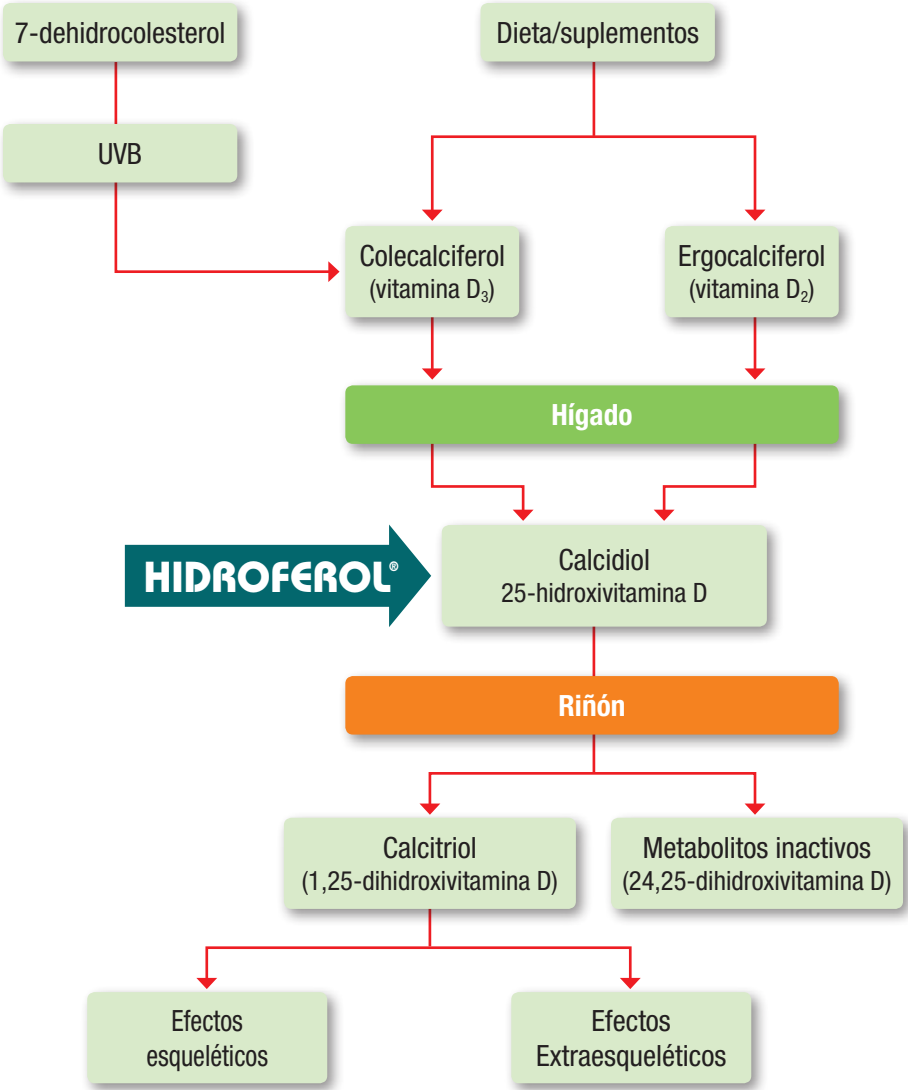 7-dehidrocolesterol
Dieta/suplementos
UVB
Colecalciferol
(vitamina D₃)
Ergocalciferol
(vitamina D₂)
Hígado
HIDROFEROL®
Calcidiol
25-hidroxivitamina D
Riñón
Calcitriol
(1,25-dihidroxivitamina D)
Metabolitos inactivos
(24,25-dihidroxivitamina D)
Efectos
esqueléticos
Efectos
Extraesqueléticos